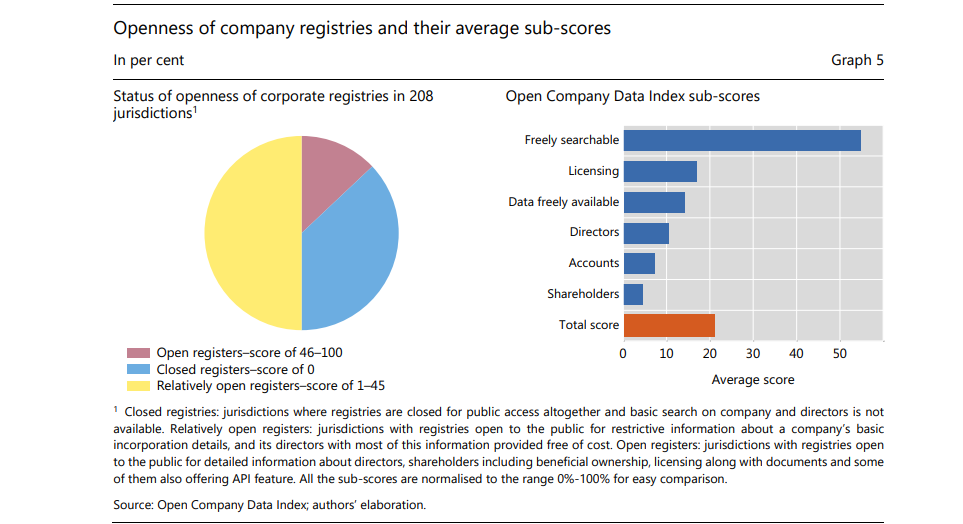 Openness of company registries and their average sub-scores
In per cent
Graph 5
Status of openness of corporate registries in 208
jurisdictions1
Open registers–score of 46–100
Closed registers–score of 0
Relatively open registers–score of 1–45
Open Company Data Index sub-scores
Freely searchable
Licensing
Data freely available
Directors
Accounts
Shareholders
Total score
0 10 20 30 40 50
Average score
1 Closed registries: jurisdictions where registries are closed for public access altogether and basic search on company and directors is not
available. Relatively open registers: jurisdictions with registries open to the public for restrictive information about a company’s basic
incorporation details, and its directors with most of this information provided free of cost. Open registers: jurisdictions with registries open
to the public for detailed information about directors, shareholders including beneficial ownership, licensing along with documents and some
of them also offering API feature. All the sub-scores are normalised to the range 0%-100% for easy comparison.
Source: Open Company Data Index; authors’ elaboration.